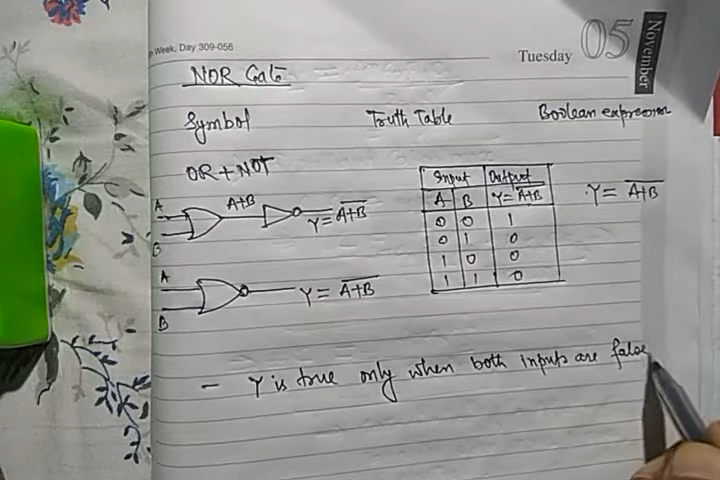 Week, Day 309-056
Tuesday 05 November
NOR Gate
Symbol Truth Table Boolean expression
OR + NOT
Input Output
A B Y = A̅+̅B̅
0 0 1
0 1 0
1 0 0
1 1 0
Y = A̅+̅B̅
A A+B
B Y = A̅+̅B̅
A
B Y = A̅+̅B̅
– Y is true only when both inputs are false